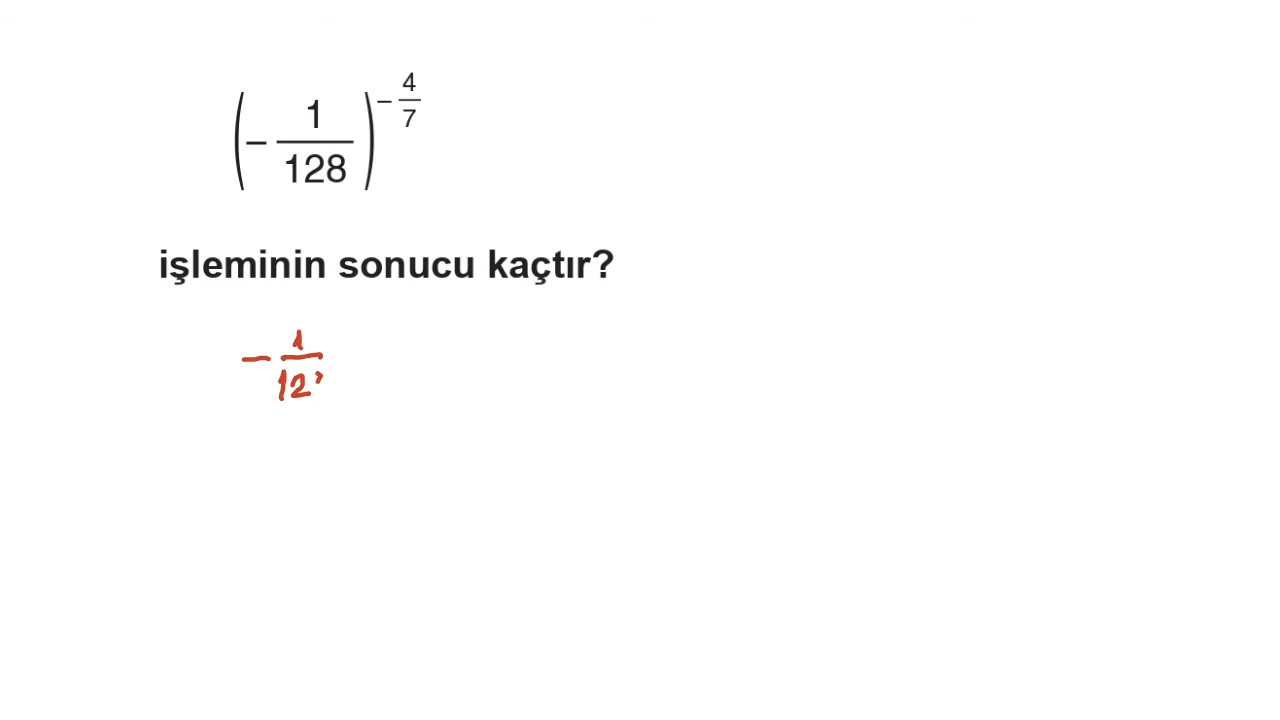 (- 1/128)^(- 4/7)
işleminin sonucu kaçtır?
- 1/12